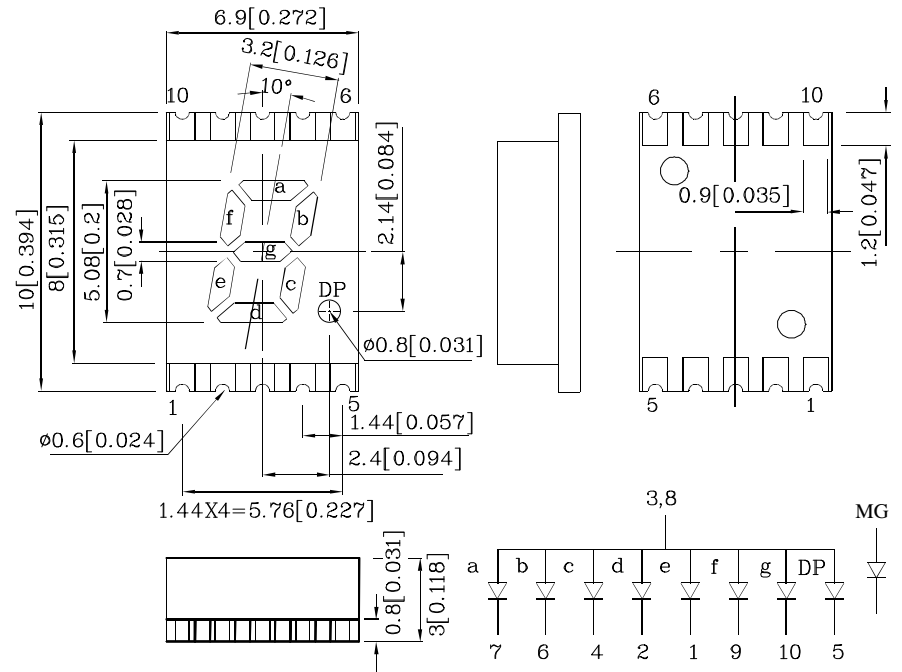 6.9[0.272]
3.2[0.126]
10°
10
6
10[0.394]
8[0.315]
5.08[0.2]
0.7[0.028]
a
f
b
g
e
c
d
DP
2.14[0.084]
ø0.8[0.031]
1
5
ø0.6[0.024]
1.44[0.057]
2.4[0.094]
1.44X4=5.76[0.227]
6
10
0.9[0.035]
1.2[0.047]
5
1
0.8[0.031]
3[0.118]
3,8
MG
a b c d e f g DP
7 6 4 2 1 9 10 5